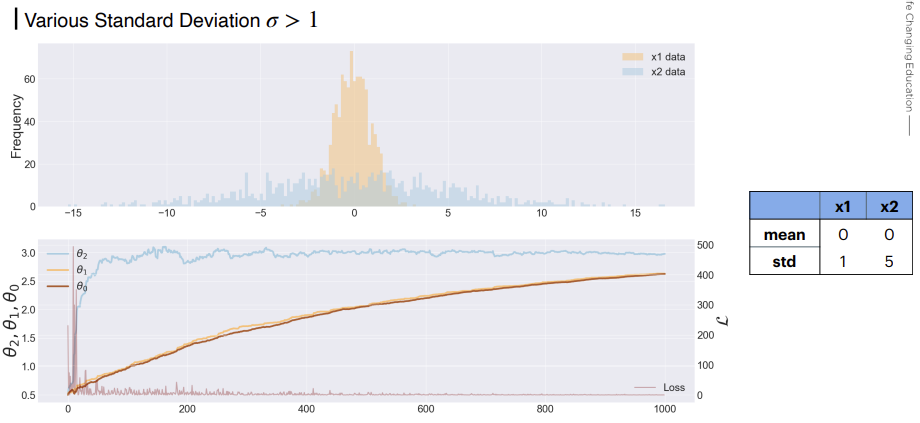 Various Standard Deviation σ > 1
fe Changing Education
x1 data
x2 data
Frequency
60
40
20
0
−15
−10
−5
0
5
10
15
θ₂, θ₁, θ₀
3.0
2.5
2.0
1.5
1.0
0.5
θ₂
θ₁
θ₀
500
400
300
200
100
0
ℒ
Loss
0
200
400
600
800
1000
x1 x2
mean 0 0
std 1 5